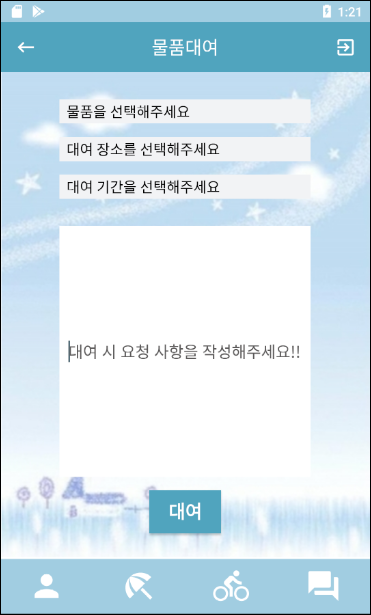 1:21
물품대여
물품을 선택해주세요
대여 장소를 선택해주세요
대여 기간을 선택해주세요
대여 시 요청 사항을 작성해주세요!!
대여